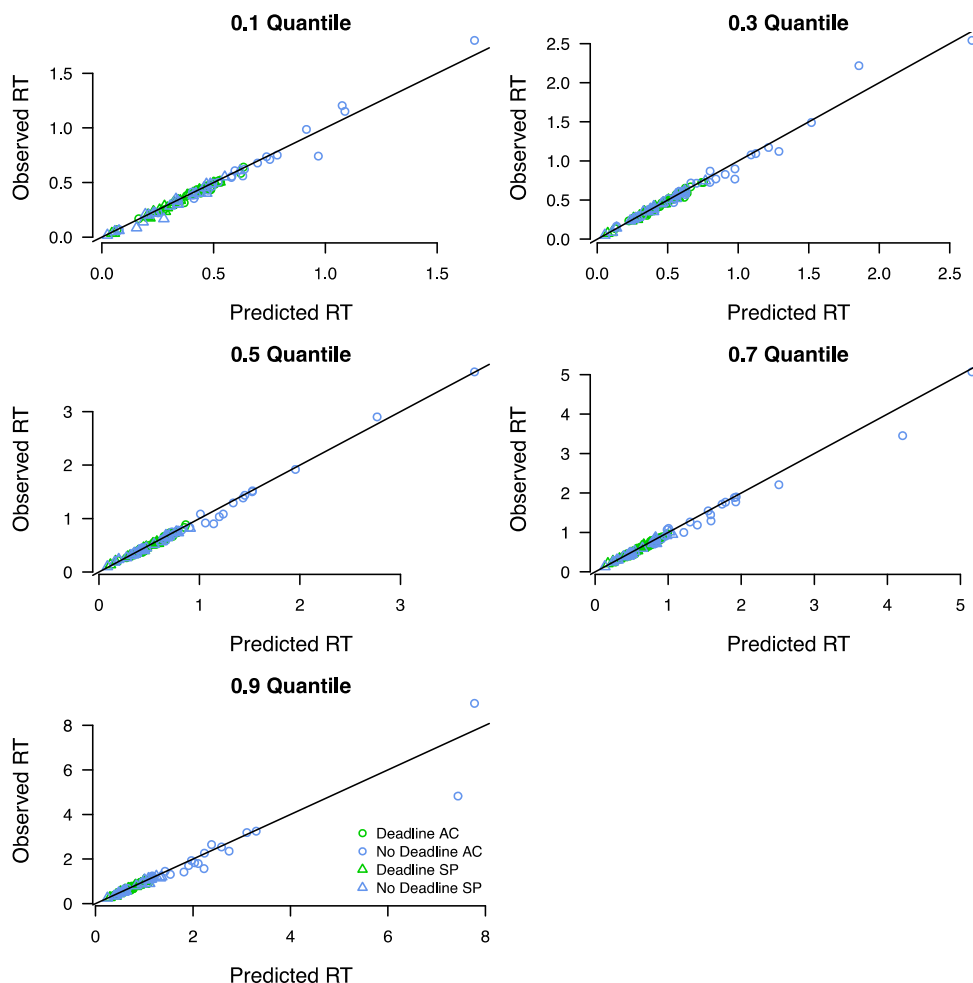 0.1 Quantile
Observed RT
1.5
1.0
0.5
0.0
0.0 0.5 1.0 1.5
Predicted RT
0.3 Quantile
Observed RT
2.5
2.0
1.5
1.0
0.5
0.0
0.0 0.5 1.0 1.5 2.0 2.5
Predicted RT
0.5 Quantile
Observed RT
3
2
1
0
0 1 2 3
Predicted RT
0.7 Quantile
Observed RT
5
4
3
2
1
0
0 1 2 3 4 5
Predicted RT
0.9 Quantile
Observed RT
8
6
4
2
0
Deadline AC
No Deadline AC
Deadline SP
No Deadline SP
0 2 4 6 8
Predicted RT